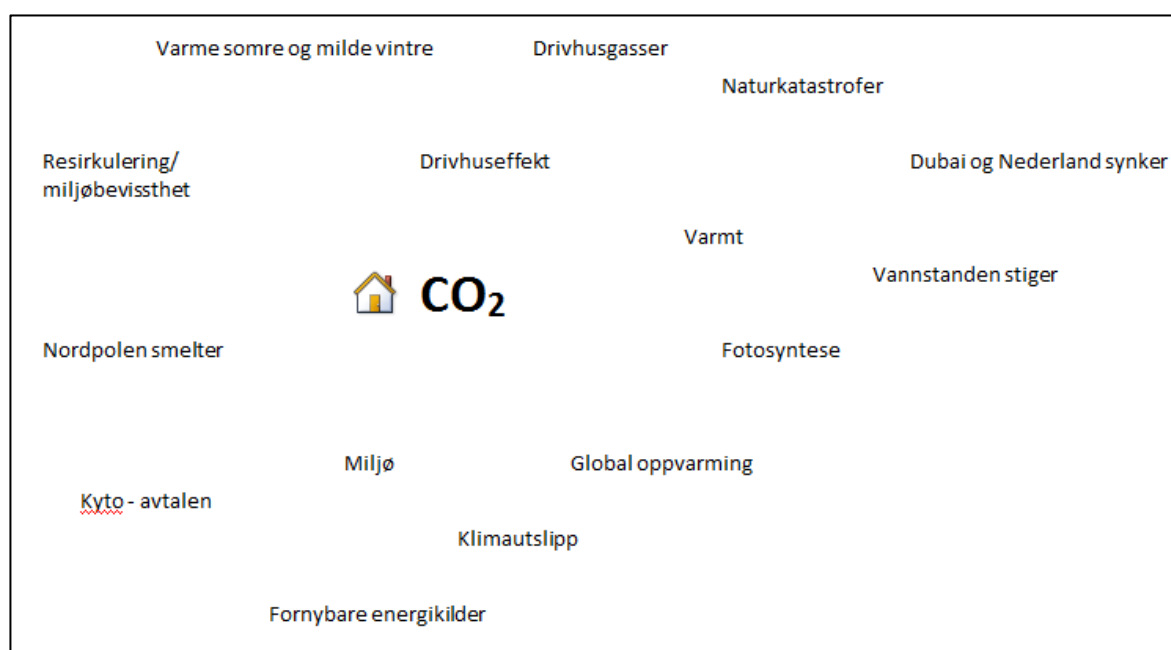 Varme somre og milde vintre
Drivhusgasser
Naturkatastrofer
Resirkulering/
miljøbevissthet
Drivhuseffekt
Dubai og Nederland synker
Varmt
Vannstanden stiger
CO₂
Nordpolen smelter
Fotosyntese
Miljø
Global oppvarming
Kyto - avtalen
Klimautslipp
Fornybare energikilder